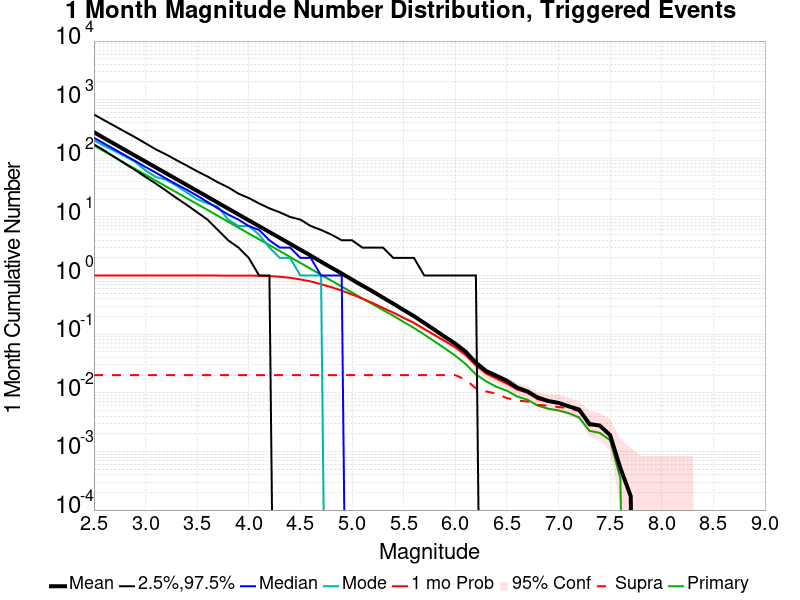 1 Month Magnitude Number Distribution, Triggered Events
1 Month Cumulative Number
10^4
10^3
10^2
10^1
10^0
10^-1
10^-2
10^-3
10^-4
2.5 3.0 3.5 4.0 4.5 5.0 5.5 6.0 6.5 7.0 7.5 8.0 8.5 9.0
Magnitude
Mean 2.5%,97.5% Median Mode 1 mo Prob 95% Conf Supra Primary